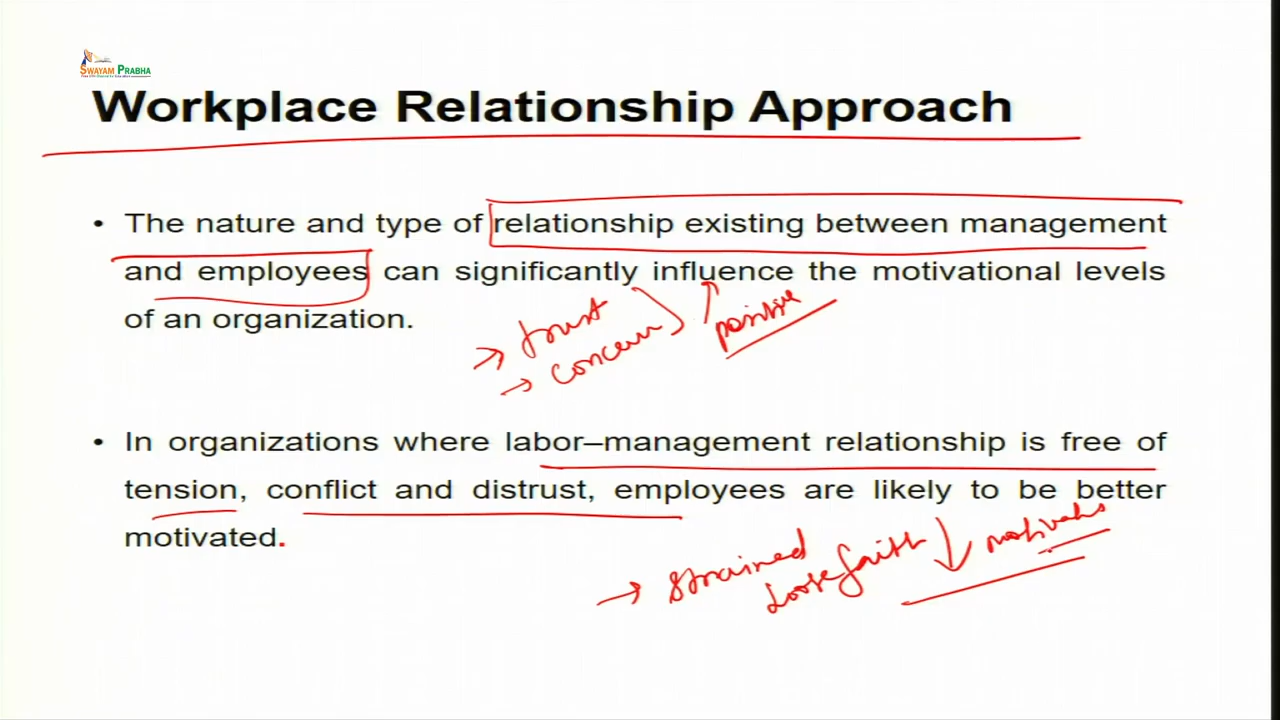 SWAYAM PRABHA
Workplace Relationship Approach
• The nature and type of relationship existing between management
and employees can significantly influence the motivational levels
of an organization.
→ trust
→ concern
↑ positive
• In organizations where labor–management relationship is free of
tension, conflict and distrust, employees are likely to be better
motivated.
→ strained
loose faith ↓